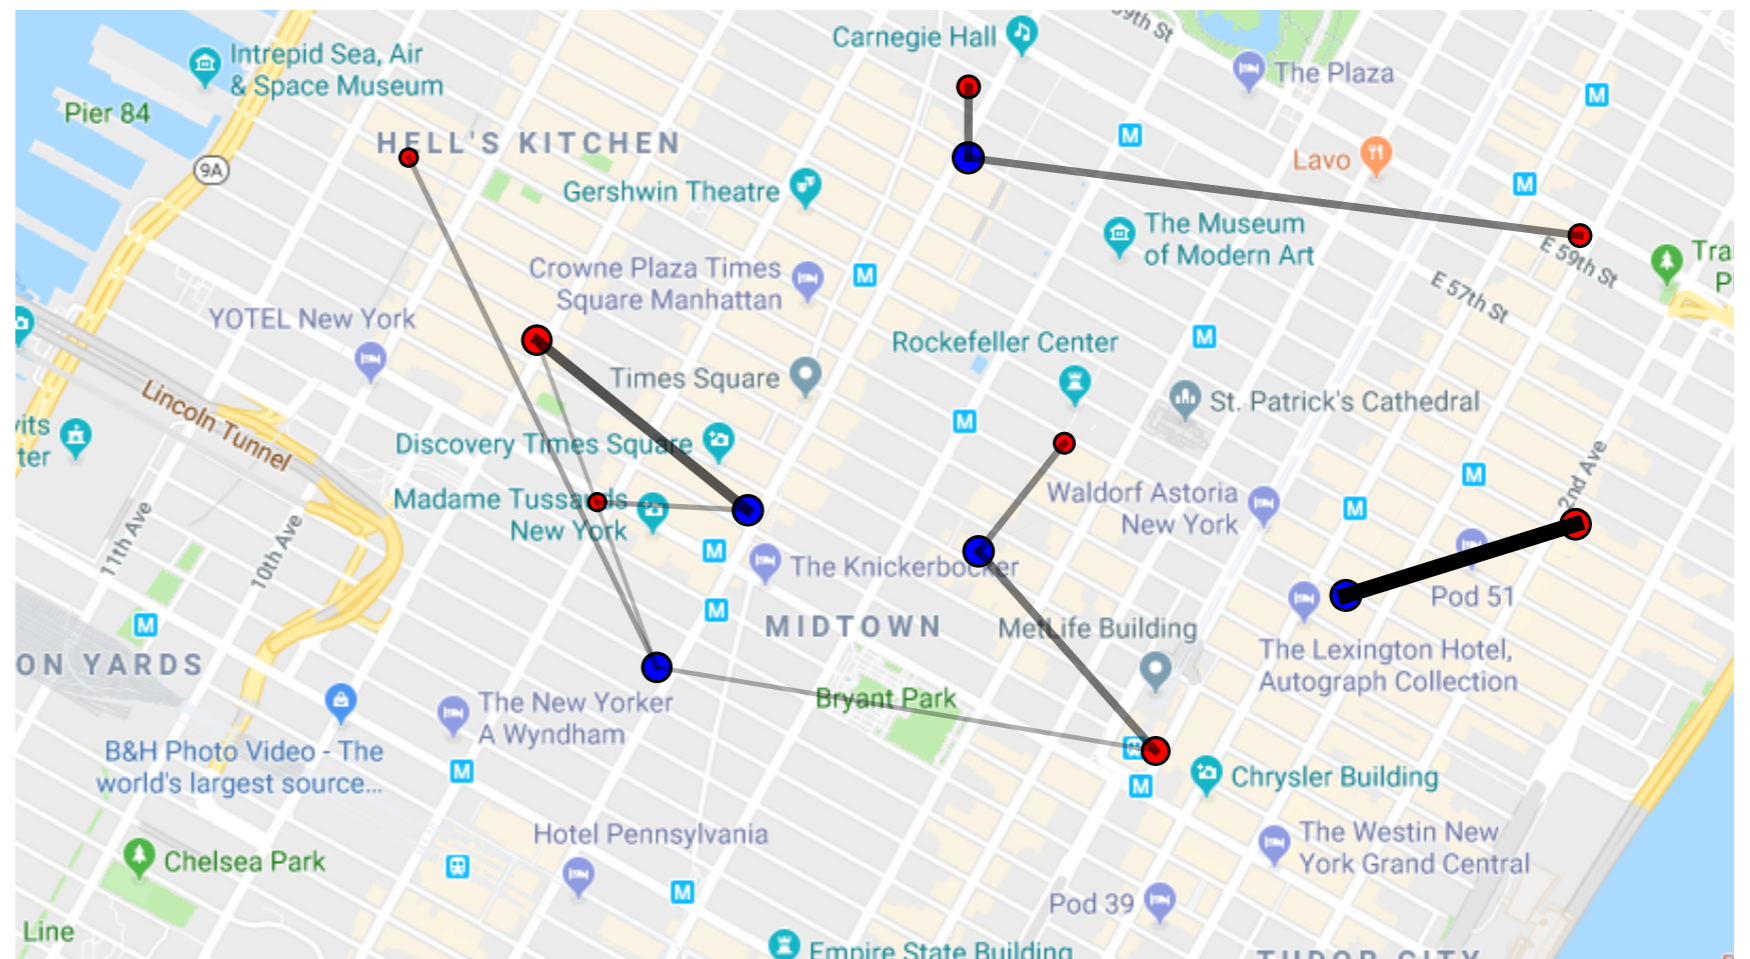 Carnegie Hall
The Plaza
Intrepid Sea, Air
& Space Museum
Pier 84
HELL'S KITCHEN
9A
M
M
M
Lavo
Gershwin Theatre
The Museum
of Modern Art
E 59th St
E 57th St
Crowne Plaza Times
Square Manhattan
M
YOTEL New York
Rockefeller Center
M
Times Square
St. Patrick's Cathedral
Lincoln Tunnel
M
Discovery Times Square
Madame Tussauds
New York
Waldorf Astoria
New York
M
M
2nd Ave
11th Ave
10th Ave
M
The Knickerbocker
Pod 51
M
M
MIDTOWN
MetLife Building
The Lexington Hotel,
Autograph Collection
Bryant Park
The New Yorker
A Wyndham
B&H Photo Video - The
world's largest source...
M
M
Chrysler Building
Hotel Pennsylvania
The Westin New
York Grand Central
Chelsea Park
M
Pod 39
Line
Empire State Building
TUDOR CITY